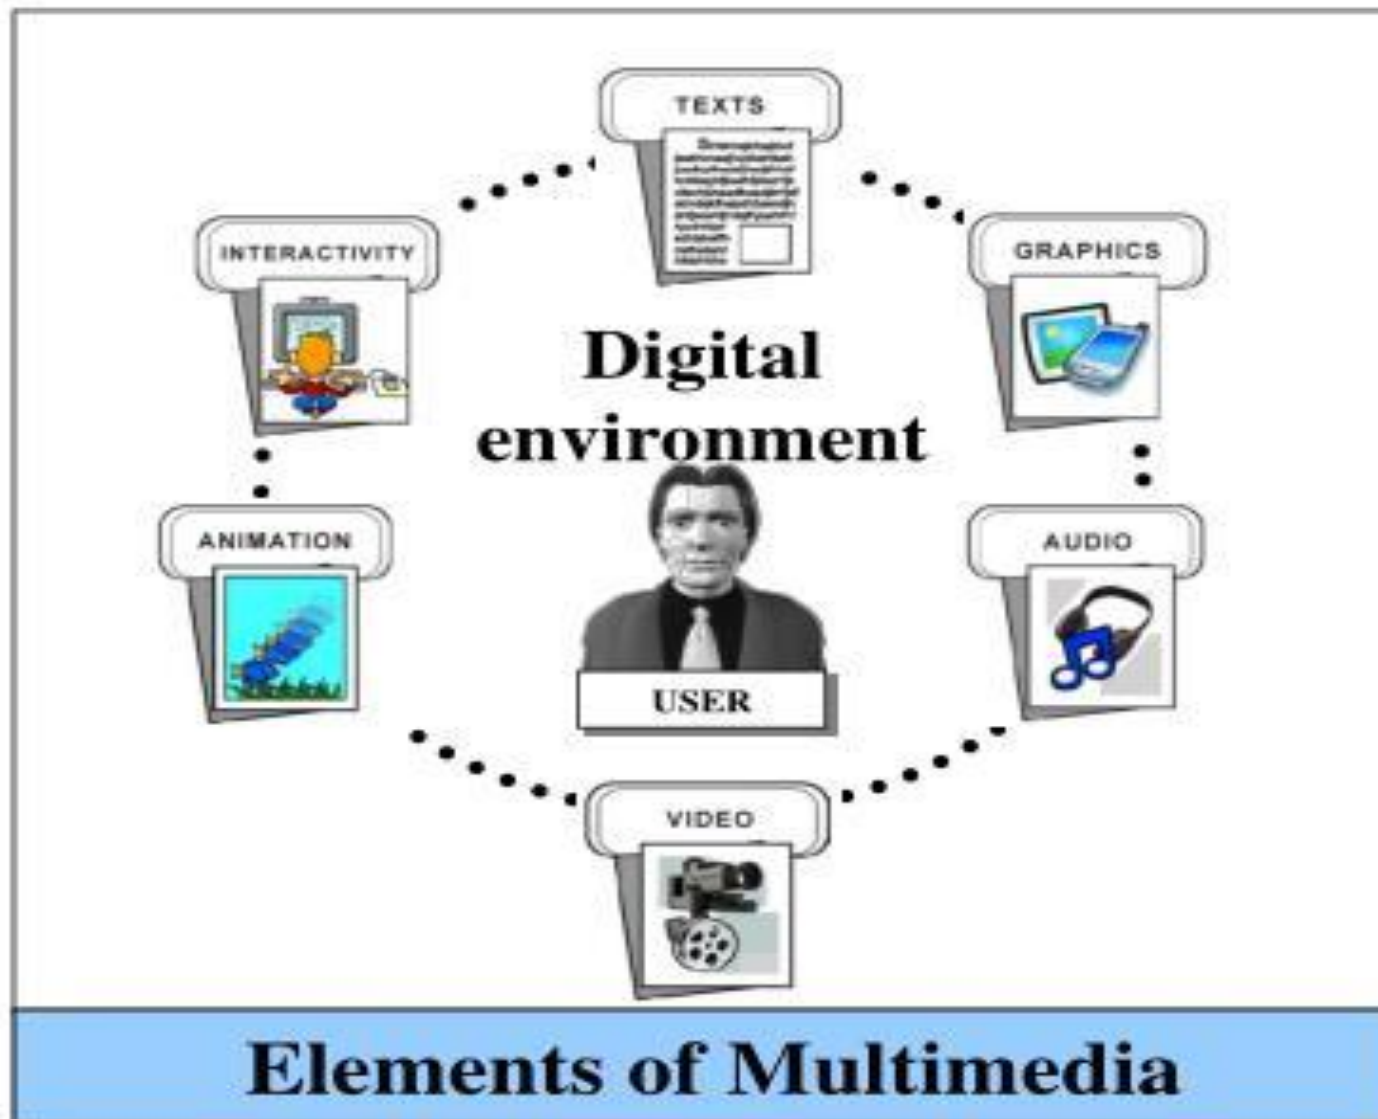 TEXTS
INTERACTIVITY
GRAPHICS
Digital
environment
ANIMATION
AUDIO
USER
VIDEO
Elements of Multimedia